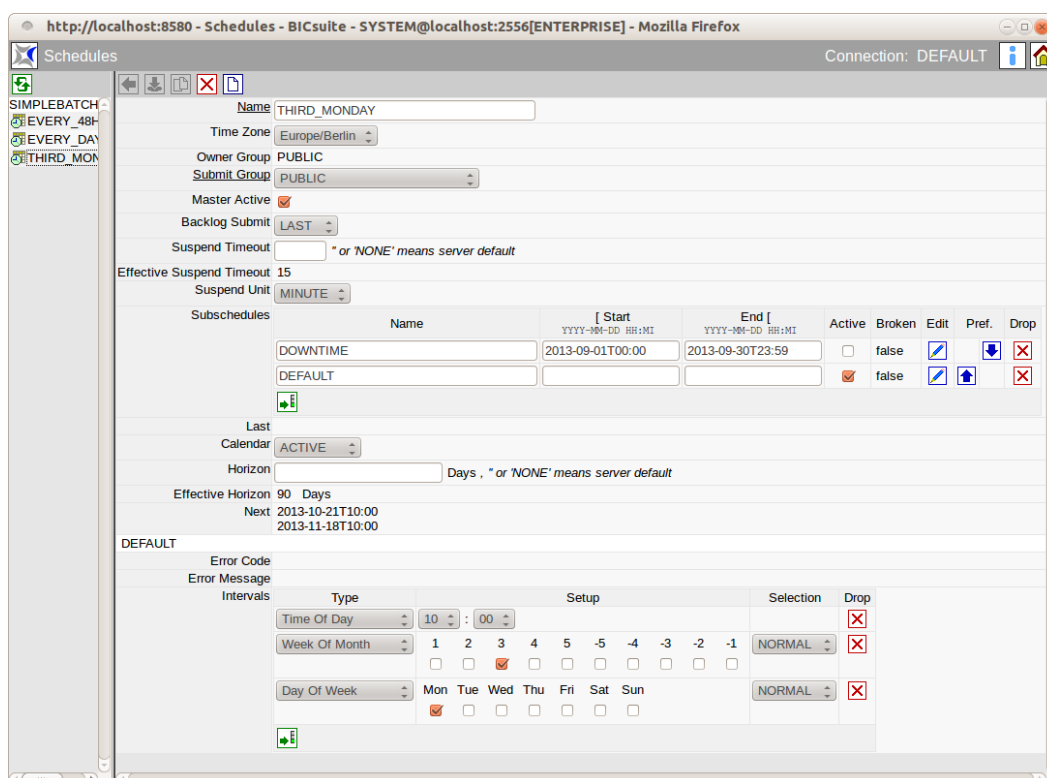 http://localhost:8580 - Schedules - BICsuite - SYSTEM@localhost:2556[ENTERPRISE] - Mozilla Firefox
Schedules Connection: DEFAULT
SIMPLEBATCH
EVERY_48H
EVERY_DAY
THIRD_MON
Name THIRD_MONDAY
Time Zone Europe/Berlin
Owner Group PUBLIC
Submit Group PUBLIC
Master Active
Backlog Submit LAST
Suspend Timeout '' or 'NONE' means server default
Effective Suspend Timeout 15
Suspend Unit MINUTE
Subschedules Name [ Start End [ Active Broken Edit Pref. Drop
YYYY-MM-DD HH:MI YYYY-MM-DD HH:MI
DOWNTIME 2013-09-01T00:00 2013-09-30T23:59 false
DEFAULT false
Last
Calendar ACTIVE
Horizon Days , '' or 'NONE' means server default
Effective Horizon 90 Days
Next 2013-10-21T10:00
2013-11-18T10:00
DEFAULT
Error Code
Error Message
Intervals Type Setup Selection Drop
Time Of Day 10 : 00
Week Of Month 1 2 3 4 5 -5 -4 -3 -2 -1 NORMAL
Day Of Week Mon Tue Wed Thu Fri Sat Sun NORMAL